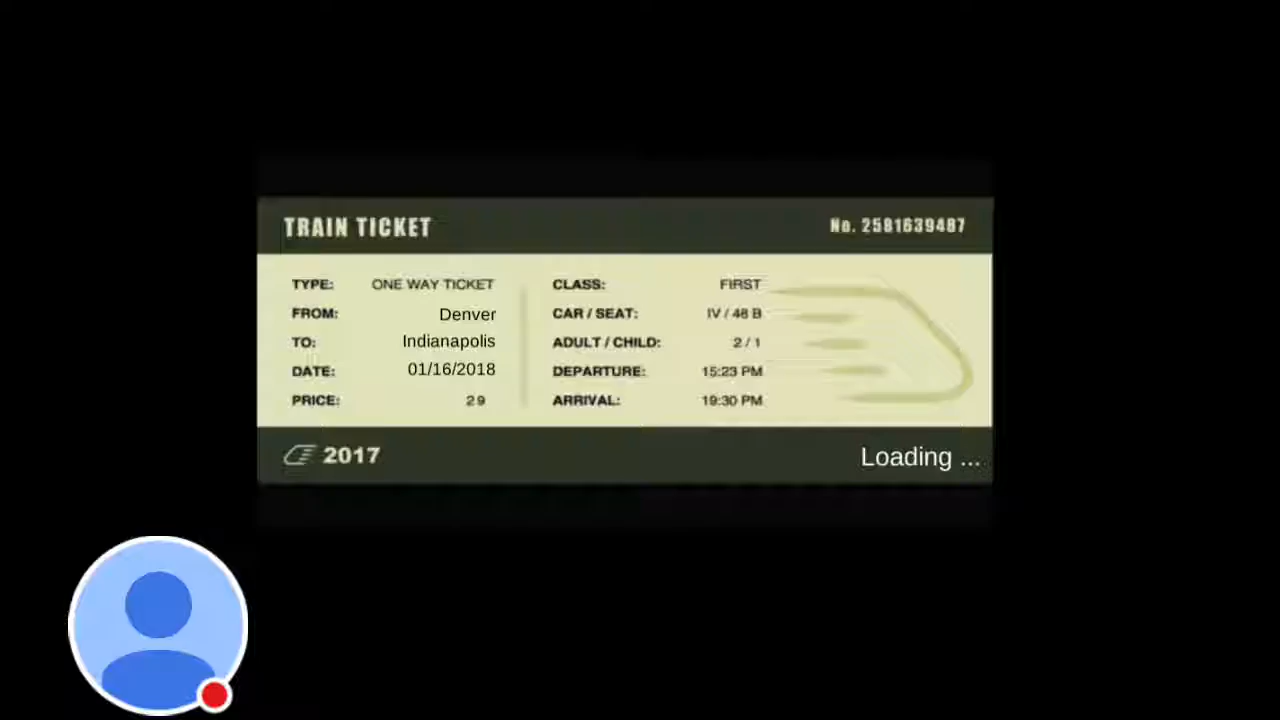 TRAIN TICKET No. 2581639487
TYPE: ONE WAY TICKET CLASS: FIRST
FROM: Denver CAR / SEAT: IV / 48 B
TO: Indianapolis ADULT / CHILD: 2 / 1
DATE: 01/16/2018 DEPARTURE: 15:23 PM
PRICE: 29 ARRIVAL: 19:30 PM
2017 Loading ...